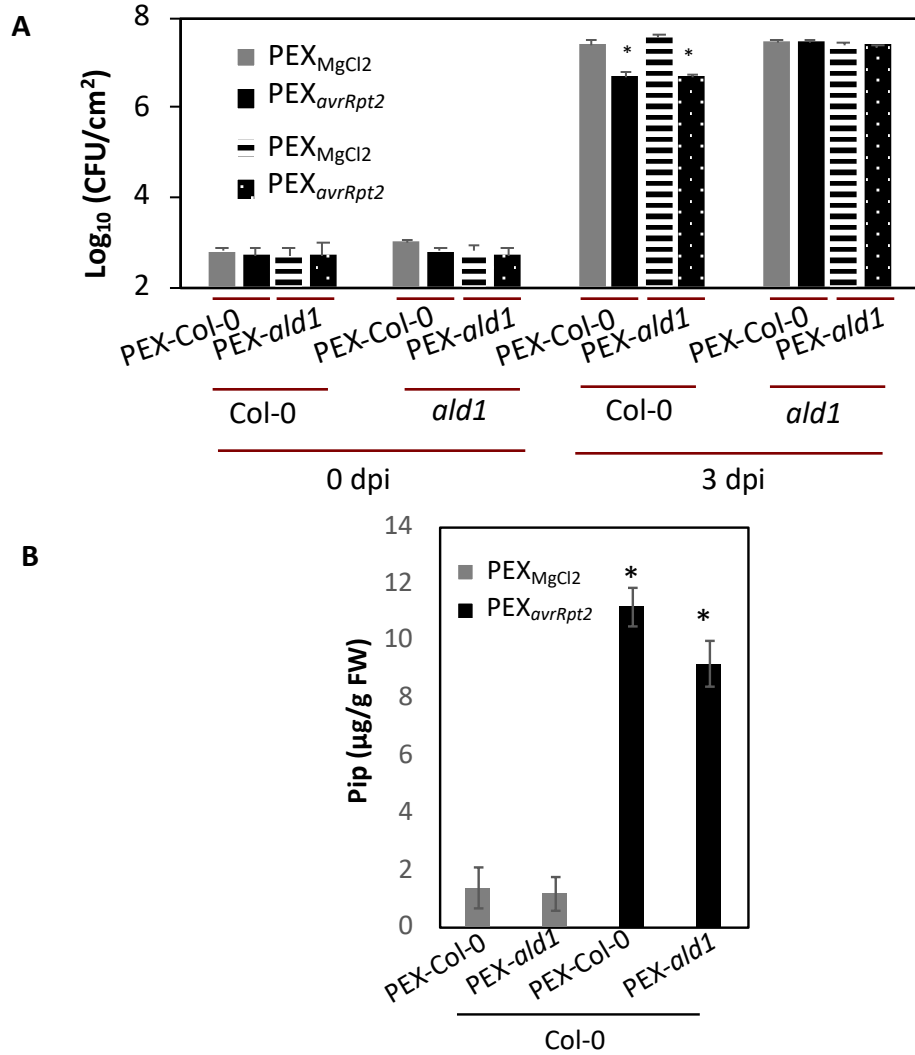 A
Log₁₀ (CFU/cm²)
8
6
4
2
PEX_MgCl2
PEX_avrRpt2
PEX_MgCl2
PEX_avrRpt2
* *
PEX-Col-0 PEX-ald1 PEX-Col-0 PEX-ald1 PEX-Col-0 PEX-ald1 PEX-Col-0 PEX-ald1
Col-0 ald1 Col-0 ald1
0 dpi 3 dpi
B
Pip (µg/g FW)
14
12
10
8
6
4
2
0
PEX_MgCl2
PEX_avrRpt2
* *
PEX-Col-0 PEX-ald1 PEX-Col-0 PEX-ald1
Col-0